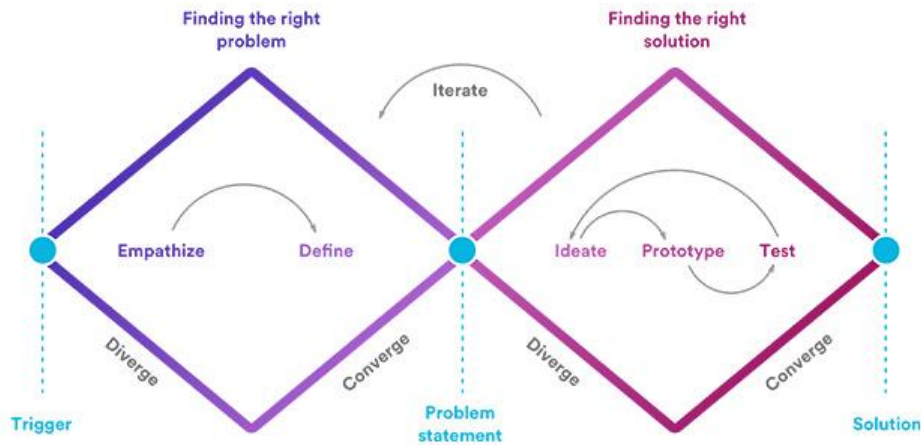 Finding the right
problem
Finding the right
solution
Iterate
Empathize
Define
Ideate
Prototype
Test
Diverge
Converge
Diverge
Converge
Trigger
Problem
statement
Solution